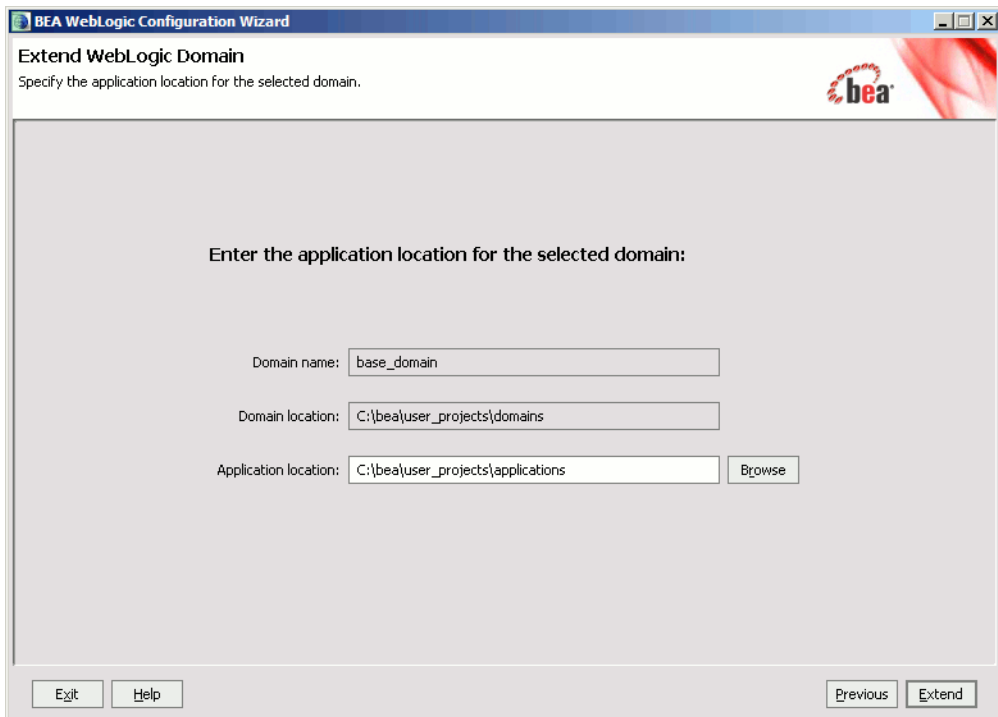 BEA WebLogic Configuration Wizard
Extend WebLogic Domain
Specify the application location for the selected domain.
bea
Enter the application location for the selected domain:
Domain name: base_domain
Domain location: C:\bea\user_projects\domains
Application location: C:\bea\user_projects\applications Browse
Exit Help Previous Extend